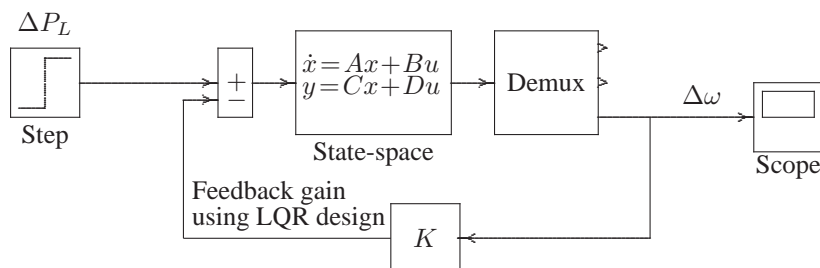 ΔP_L
Step
+
−
ẋ=Ax+Bu
y=Cx+Du
State-space
Demux
Δω
Scope
Feedback gain
using LQR design
K